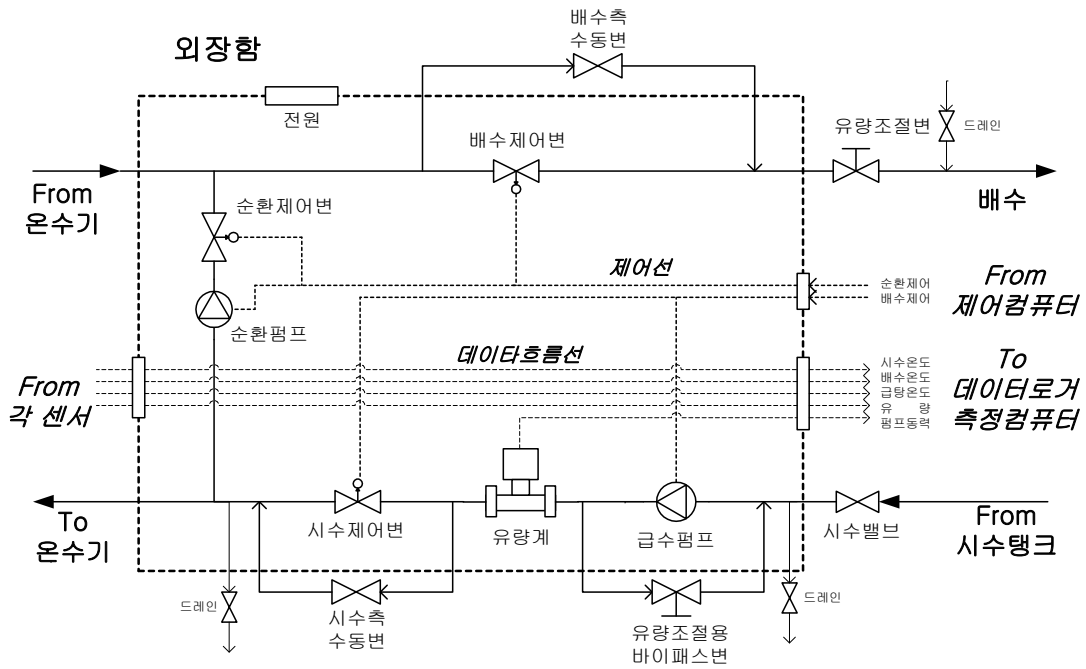 배수측
수동변
외장함
전원
배수제어변
유량조절변
드레인
From
온수기
배수
순환제어변
제어선
순환제어
배수제어
From
제어컴퓨터
순환펌프
데이타흐름선
From
각 센서
시수온도
배수온도
급탕온도
유 량
펌프동력
To
데이터로거
측정컴퓨터
To
온수기
시수제어변
유량계
급수펌프
시수밸브
From
시수탱크
드레인
시수측
수동변
유량조절용
바이패스변
드레인